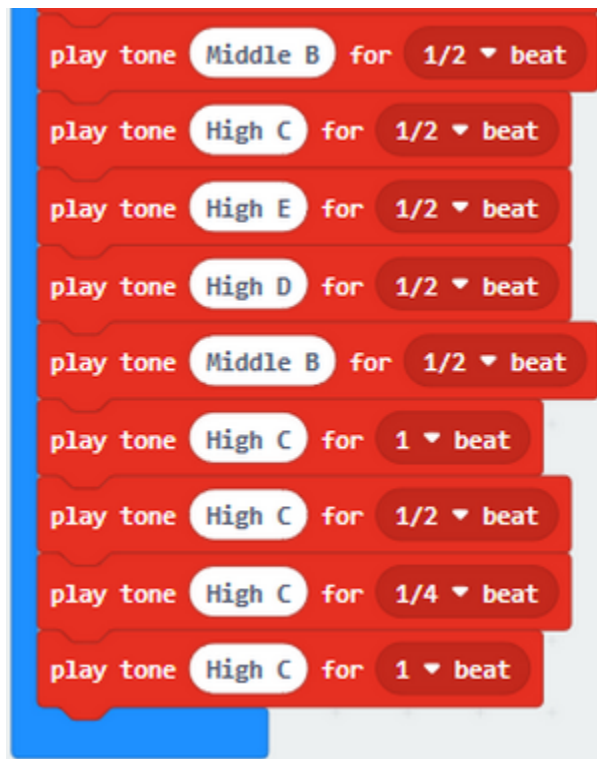 play tone Middle B for 1/2 beat
play tone High C for 1/2 beat
play tone High E for 1/2 beat
play tone High D for 1/2 beat
play tone Middle B for 1/2 beat
play tone High C for 1 beat
play tone High C for 1/2 beat
play tone High C for 1/4 beat
play tone High C for 1 beat